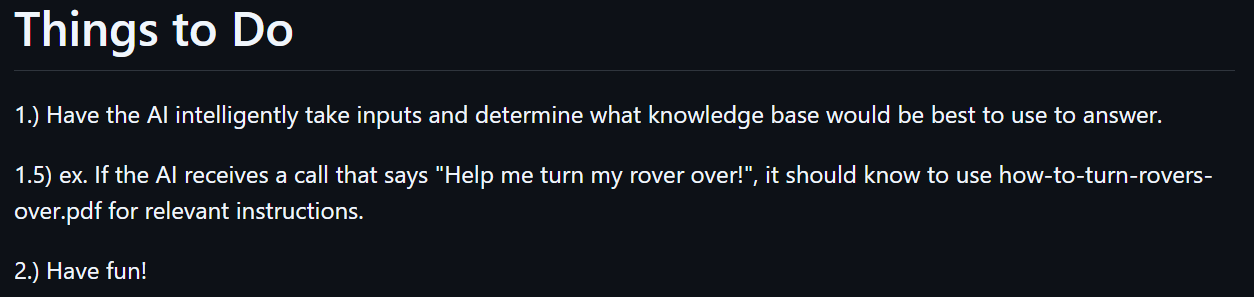 Things to Do
1.) Have the AI intelligently take inputs and determine what knowledge base would be best to use to answer.
1.5) ex. If the AI receives a call that says "Help me turn my rover over!", it should know to use how-to-turn-rovers-
over.pdf for relevant instructions.
2.) Have fun!